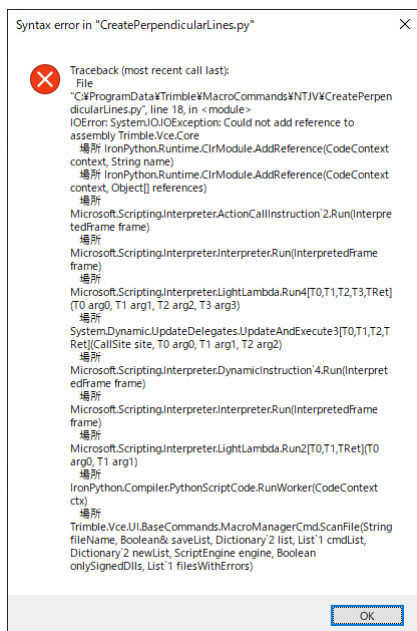 Syntax error in "CreatePerpendicularLines.py"
Traceback (most recent call last):
File
"C:¥ProgramData¥Trimble¥MacroCommands¥NTJV¥CreatePerpen
dicularLines.py", line 18, in <module>
IOError: System.IO.IOException: Could not add reference to
assembly Trimble.Vce.Core
場所 IronPython.Runtime.ClrModule.AddReference(CodeContext
context, String name)
場所 IronPython.Runtime.ClrModule.AddReference(CodeContext
context, Object[] references)
場所
Microsoft.Scripting.Interpreter.ActionCallInstruction`2.Run(Interpre
tedFrame frame)
場所
Microsoft.Scripting.Interpreter.Interpreter.Run(InterpretedFrame
frame)
場所
Microsoft.Scripting.Interpreter.LightLambda.Run4[T0,T1,T2,T3,TRet]
(T0 arg0, T1 arg1, T2 arg2, T3 arg3)
場所
System.Dynamic.UpdateDelegates.UpdateAndExecute3[T0,T1,T2,T
Ret](CallSite site, T0 arg0, T1 arg1, T2 arg2)
場所
Microsoft.Scripting.Interpreter.DynamicInstruction`4.Run(Interpret
edFrame frame)
場所
Microsoft.Scripting.Interpreter.Interpreter.Run(InterpretedFrame
frame)
場所
Microsoft.Scripting.Interpreter.LightLambda.Run2[T0,T1,TRet](T0
arg0, T1 arg1)
場所
IronPython.Compiler.PythonScriptCode.RunWorker(CodeContext
ctx)
場所
Trimble.Vce.UI.BaseCommands.MacroManagerCmd.ScanFile(String
fileName, Boolean& saveList, Dictionary`2 list, List`1 cmdList,
Dictionary`2 newList, ScriptEngine engine, Boolean
onlySignedDlls, List`1 filesWithErrors)
OK